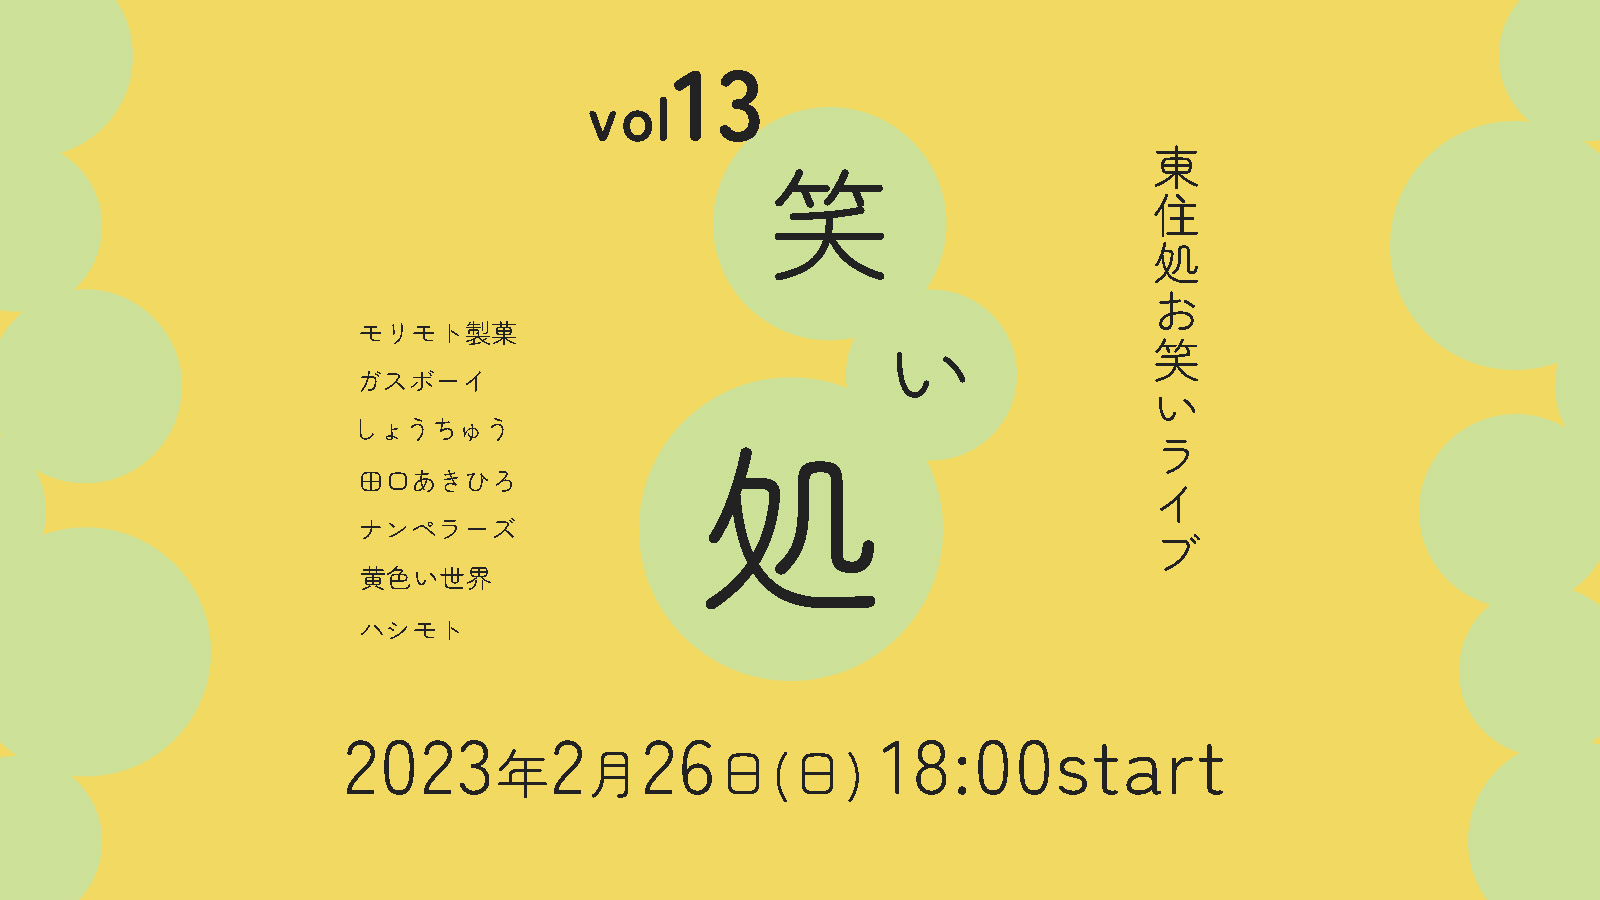 vol13
笑い処
東住処お笑いライブ
モリモト製菓
ガスボーイ
しょうちゅう
田口あきひろ
ナンペラーズ
黄色い世界
ハシモト
2023年2月26日(日) 18:00start